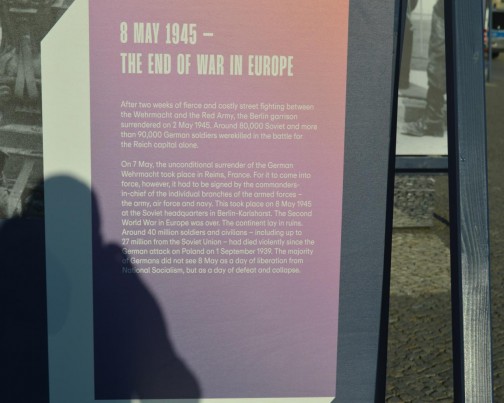 8 MAY 1945 –
THE END OF WAR IN EUROPE
After two weeks of fierce and costly street fighting between
the Wehrmacht and the Red Army, the Berlin garrison
surrendered on 2 May 1945. Around 80,000 Soviet and more
than 90,000 German soldiers werekilled in the battle for
the Reich capital alone.
On 7 May, the unconditional surrender of the German
Wehrmacht took place in Reims, France. For it to come into
force, however, it had to be signed by the commanders-
in-chief of the individual branches of the armed forces –
the army, air force and navy. This took place on 8 May 1945
at the Soviet headquarters in Berlin-Karlshorst. The Second
World War in Europe was over. The continent lay in ruins.
Around 40 million soldiers and civilians – including up to
27 million from the Soviet Union – had died violently since the
German attack on Poland on 1 September 1939. The majority
of Germans did not see 8 May as a day of liberation from
National Socialism, but as a day of defeat and collapse.